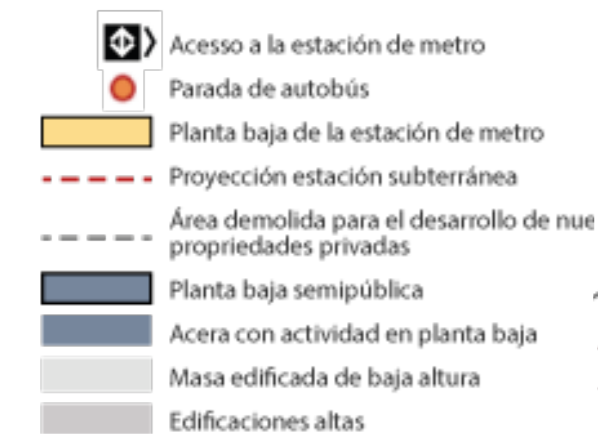 Acesso a la estación de metro
Parada de autobús
Planta baja de la estación de metro
Proyección estación subterránea
Área demolida para el desarrollo de nue
propriedades privadas
Planta baja semipública
Acera con actividad en planta baja
Masa edificada de baja altura
Edificaciones altas